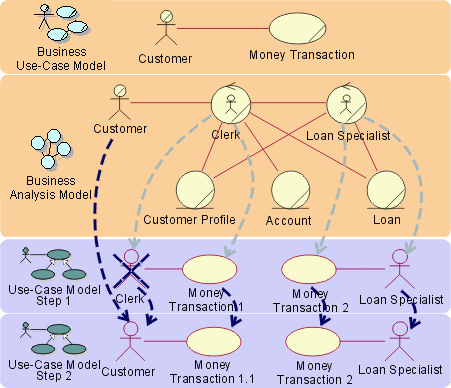 Business
Use-Case Model
Customer
Money Transaction
Customer
Clerk
Loan Specialist
Business
Analysis Model
Customer Profile
Account
Loan
Use-Case Model
Step 1
Clerk
Money
Transaction 1
Money
Transaction 2
Loan Specialist
Use-Case Model
Step 2
Customer
Money
Transaction 1.1
Money
Transaction 2
Loan Specialist